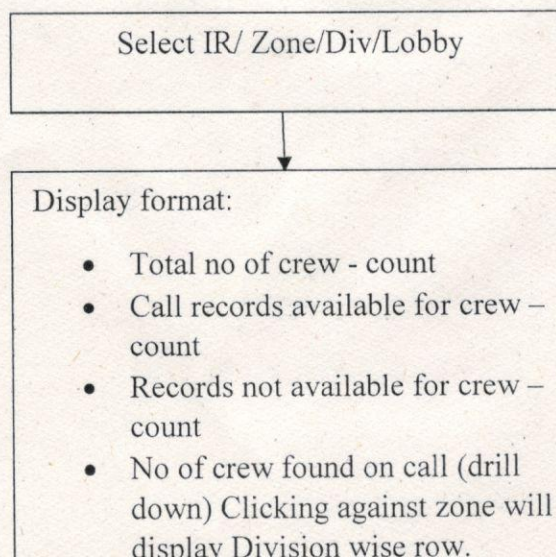 Select IR/ Zone/Div/Lobby
Display format:
• Total no of crew - count
• Call records available for crew –
count
• Records not available for crew –
count
• No of crew found on call (drill
down) Clicking against zone will
display Division wise row.